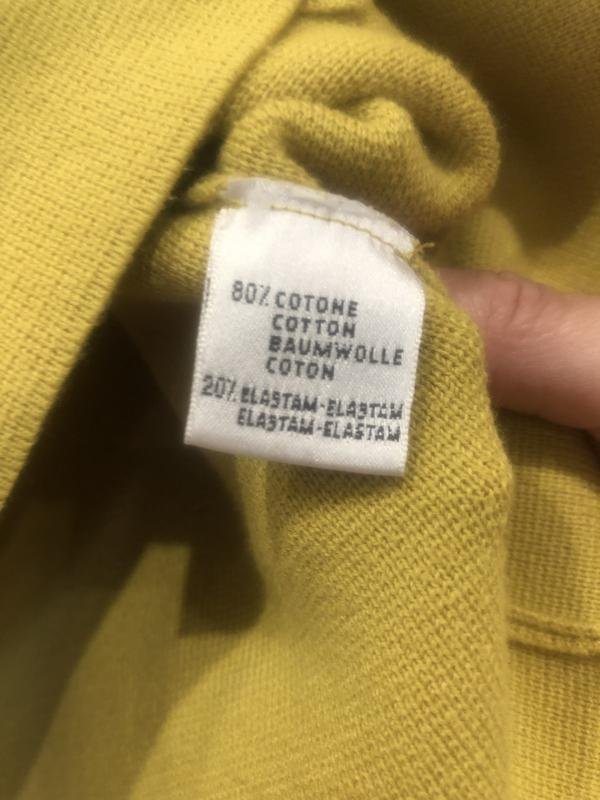 80% COTONE
COTTON
BAUMWOLLE
COTON
20% ELASTAM-ELASTAM
ELASTAM-ELASTAM